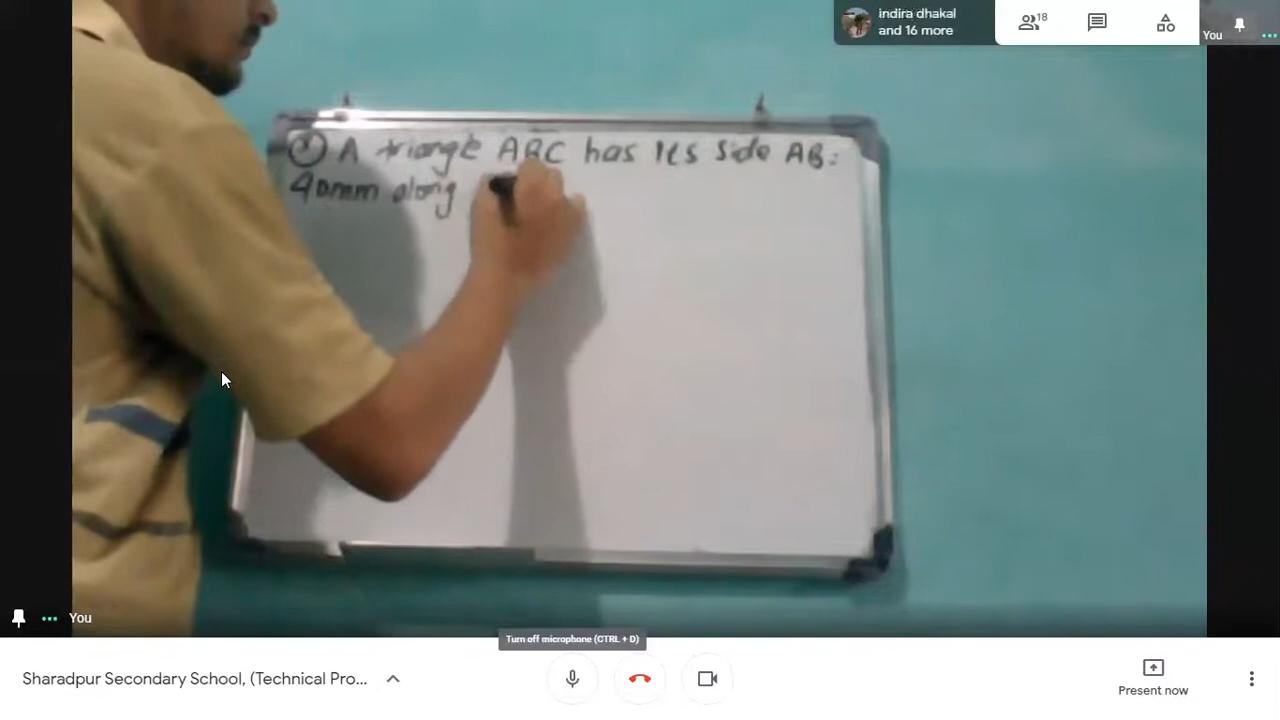 indira dhakal
and 16 more
18
You
A triangle ABC has its side AB=
40mm along
You
Turn off microphone (CTRL + D)
Sharadpur Secondary School, (Technical Pro...
Present now